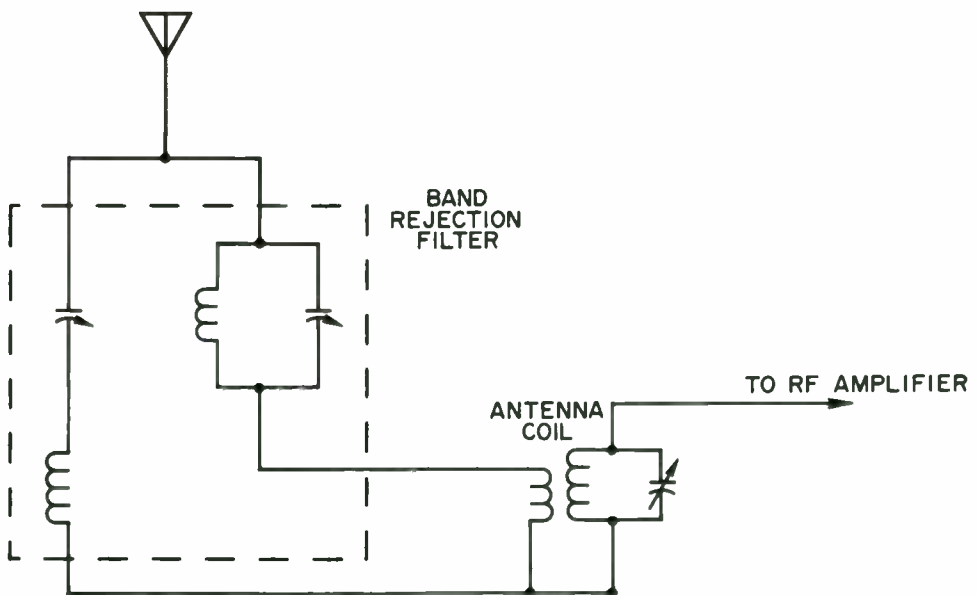 BAND
REJECTION
FILTER
TO RF AMPLIFIER
ANTENNA
COIL